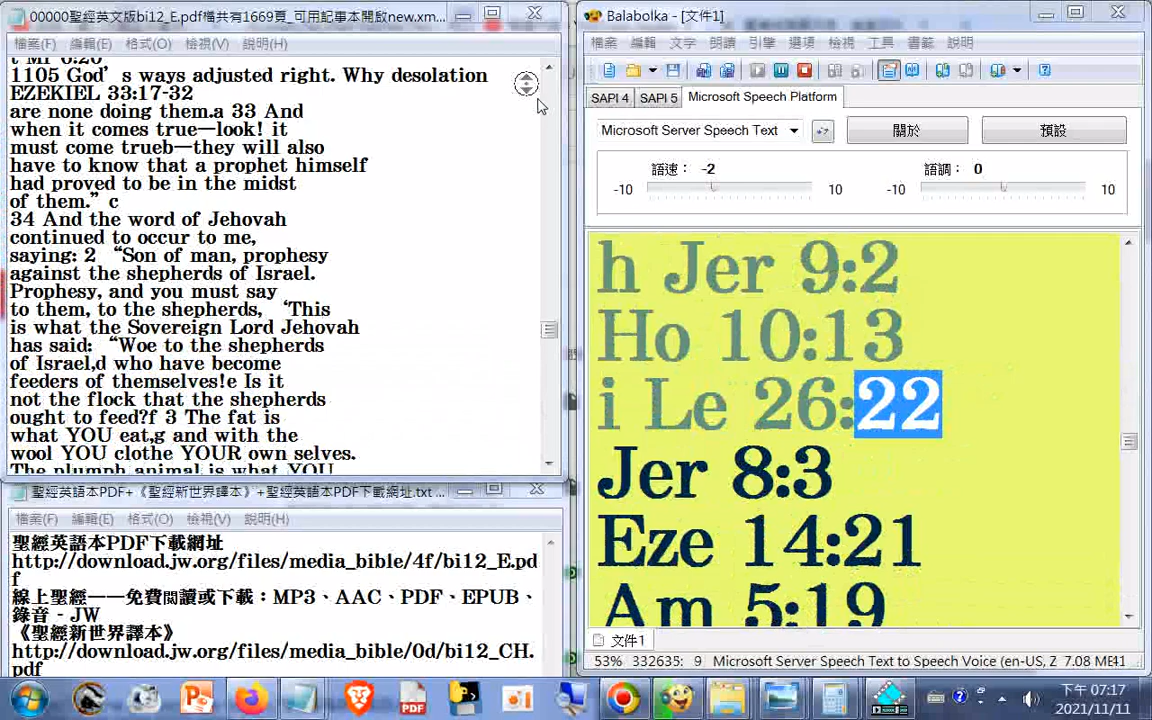 00000聖經英文版bi12_E.pdf檔共有1669頁_可用記事本開啟new.xm...
檔案(F) 編輯(E) 格式(O) 檢視(V) 說明(H)
t Mr 6:20
1105 God’s ways adjusted right. Why desolation
EZEKIEL 33:17-32
are none doing them.a 33 And
when it comes true—look! it
must come trueb—they will also
have to know that a prophet himself
had proved to be in the midst
of them.” c
34 And the word of Jehovah
continued to occur to me,
saying: 2 “Son of man, prophesy
against the shepherds of Israel.
Prophesy, and you must say
to them, to the shepherds, ‘This
is what the Sovereign Lord Jehovah
has said: “Woe to the shepherds
of Israel,d who have become
feeders of themselves!e Is it
not the flock that the shepherds
ought to feed?f 3 The fat is
what YOU eat,g and with the
wool YOU clothe YOUR own selves.
The plumph animal is what YOU
聖經英語本PDF+《聖經新世界譯本》+聖經英語本PDF下載網址.txt ...
檔案(F) 編輯(E) 格式(O) 檢視(V) 說明(H)
聖經英語本PDF下載網址
http://download.jw.org/files/media_bible/4f/bi12_E.pd
f
線上聖經——免費閱讀或下載：MP3、AAC、PDF、EPUB、
錄音 - JW
《聖經新世界譯本》
http://download.jw.org/files/media_bible/0d/bi12_CH.
pdf
Balabolka - [文件1]
檔案 編輯 文字 朗讀 引擎 選項 檢視 工具 書籤 說明
SAPI 4 SAPI 5 Microsoft Speech Platform
Microsoft Server Speech Text 關於 預設
語速： -2 語調： 0
-10 10 -10 10
h Jer 9:2
Ho 10:13
i Le 26:22
Jer 8:3
Eze 14:21
Am 5:19
文件1
53% 332635: 9 Microsoft Server Speech Text to Speech Voice (en-US, Z 7.08 ME41
下午 07:17
2021/11/11